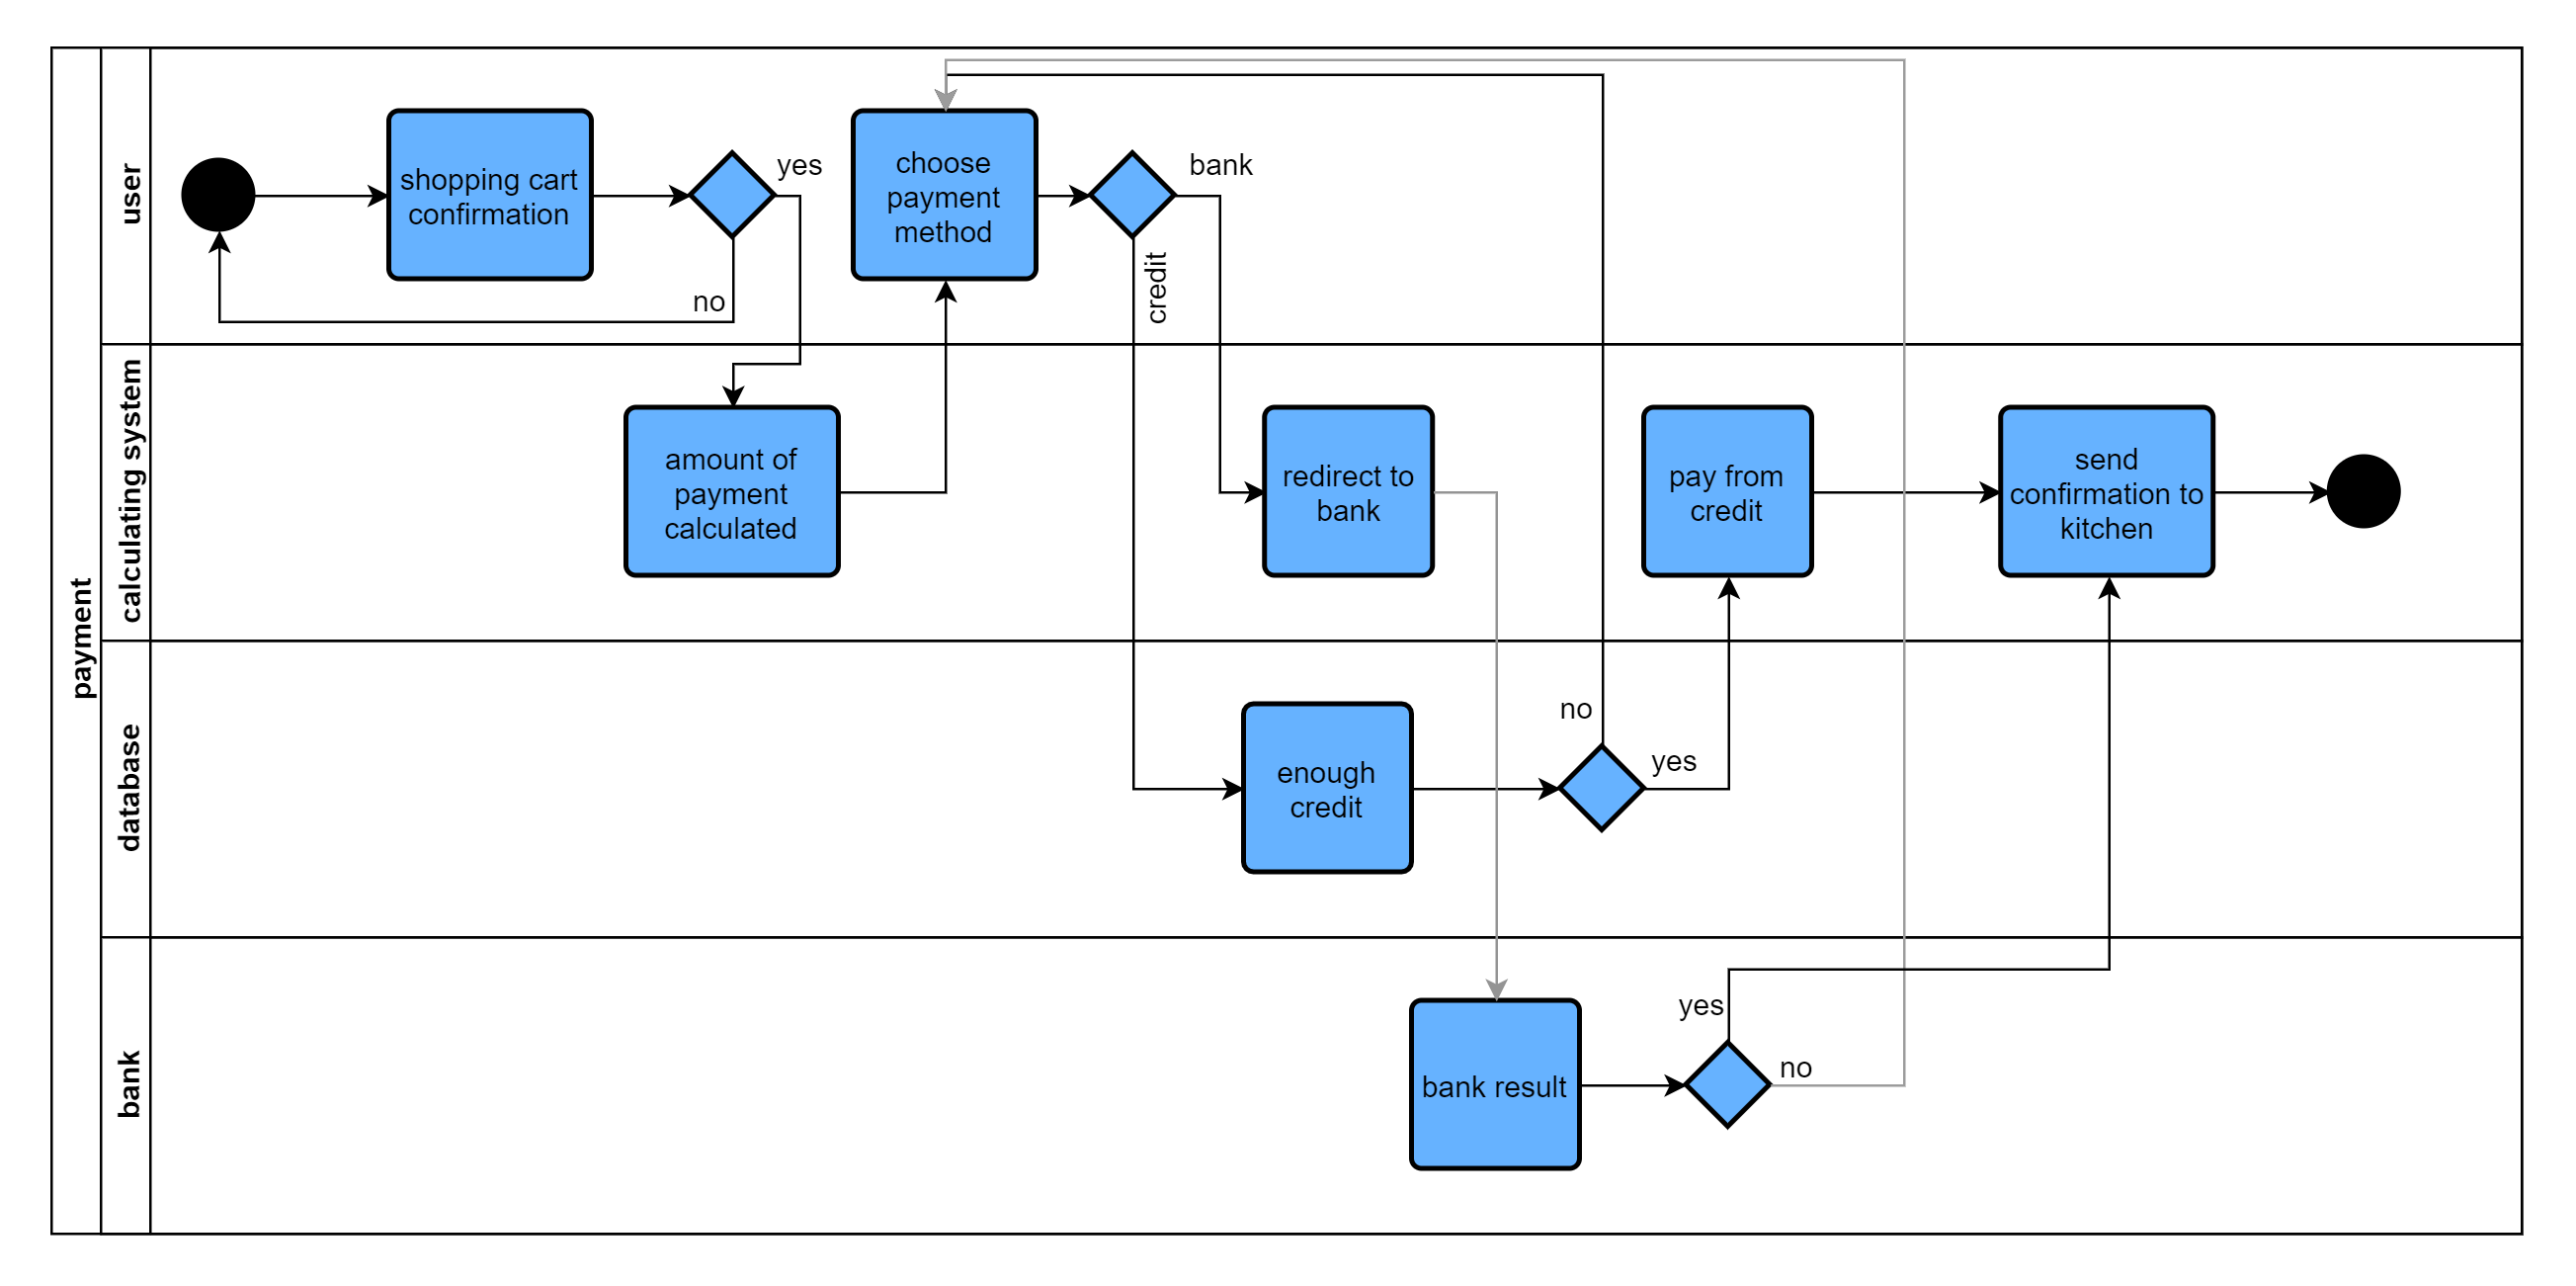 payment
user
shopping cart
confirmation
yes
no
choose
payment
method
bank
credit
calculating system
amount of
payment
calculated
redirect to
bank
pay from
credit
send
confirmation to
kitchen
database
enough
credit
no
yes
bank
bank result
yes
no